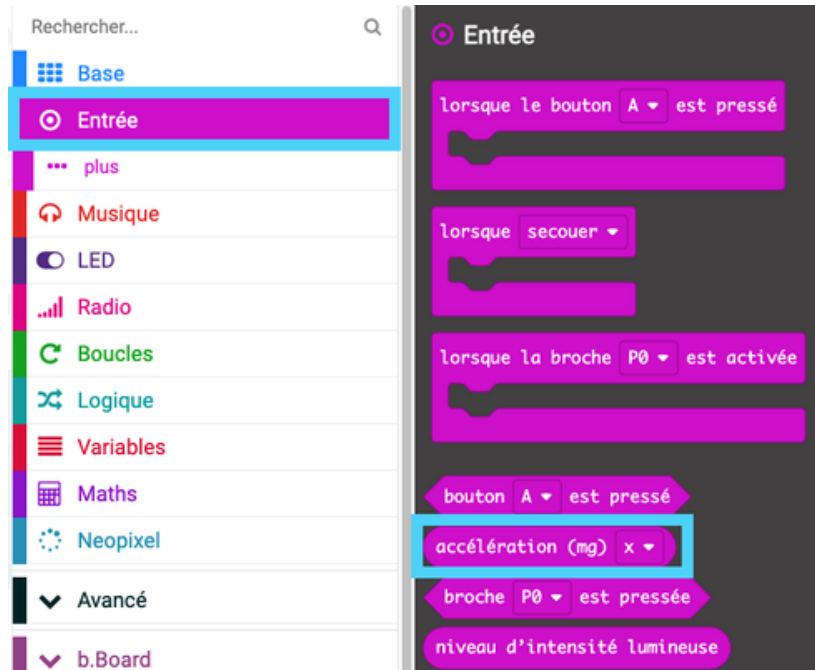 Rechercher...
Base
Entrée
plus
Musique
LED
Radio
Boucles
Logique
Variables
Maths
Neopixel
Avancé
b.Board
Entrée
lorsque le bouton A est pressé
lorsque secouer
lorsque la broche P0 est activée
bouton A est pressé
accélération (mg) x
broche P0 est pressée
niveau d'intensité lumineuse